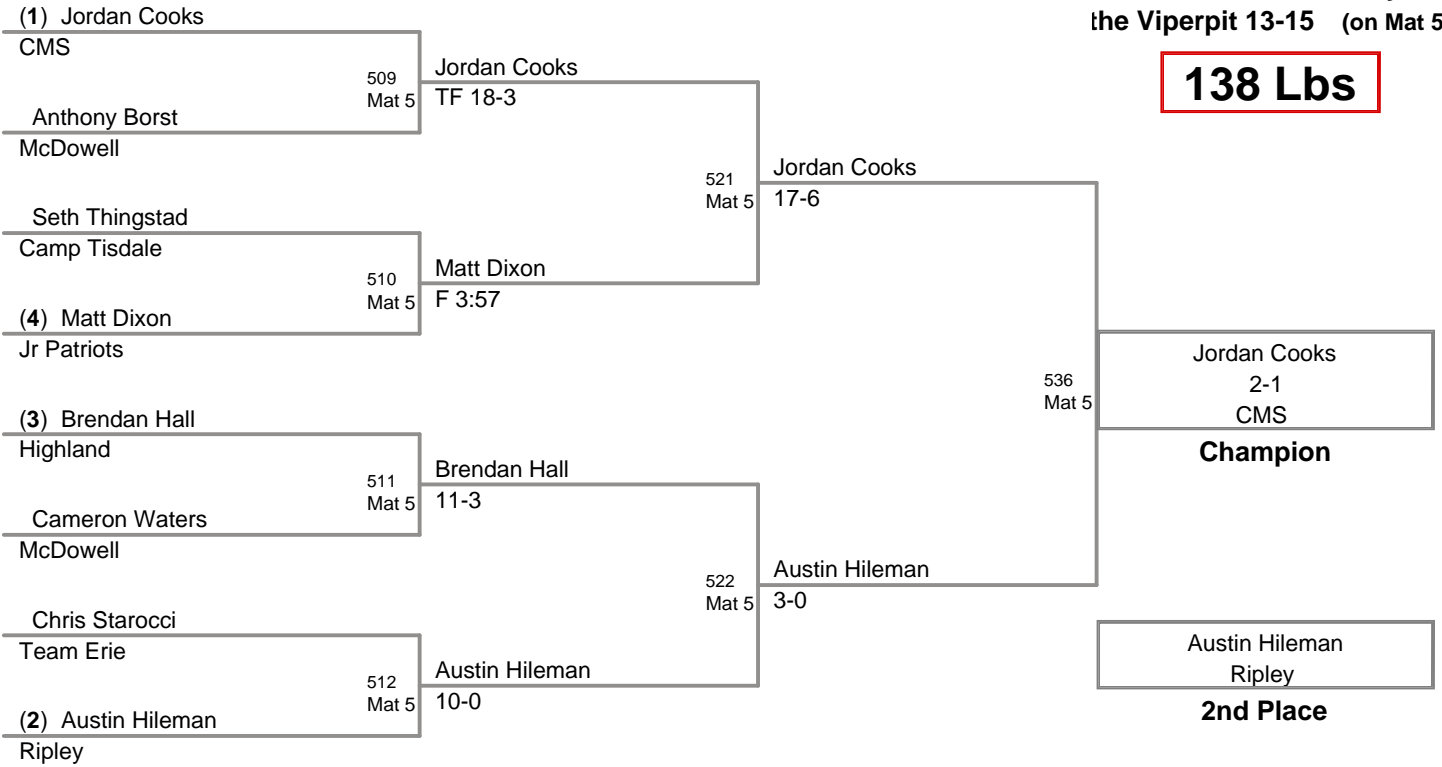 the Viperpit 13-15 (on Mat 5
138 Lbs
(1) Jordan Cooks
CMS
509
Mat 5
Jordan Cooks
TF 18-3
Anthony Borst
McDowell
521
Mat 5
Jordan Cooks
17-6
Seth Thingstad
Camp Tisdale
510
Mat 5
Matt Dixon
F 3:57
(4) Matt Dixon
Jr Patriots
536
Mat 5
Jordan Cooks
2-1
CMS
Champion
(3) Brendan Hall
Highland
511
Mat 5
Brendan Hall
11-3
Cameron Waters
McDowell
522
Mat 5
Austin Hileman
3-0
Chris Starocci
Team Erie
512
Mat 5
Austin Hileman
10-0
(2) Austin Hileman
Ripley
Austin Hileman
Ripley
2nd Place